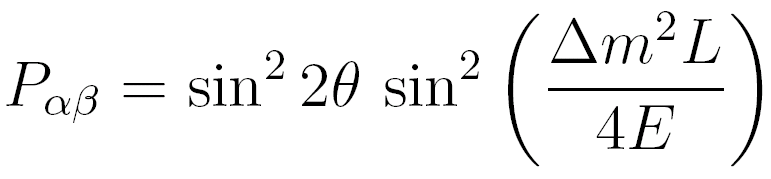 P_{αβ} = sin² 2θ sin² (Δm²L / 4E)